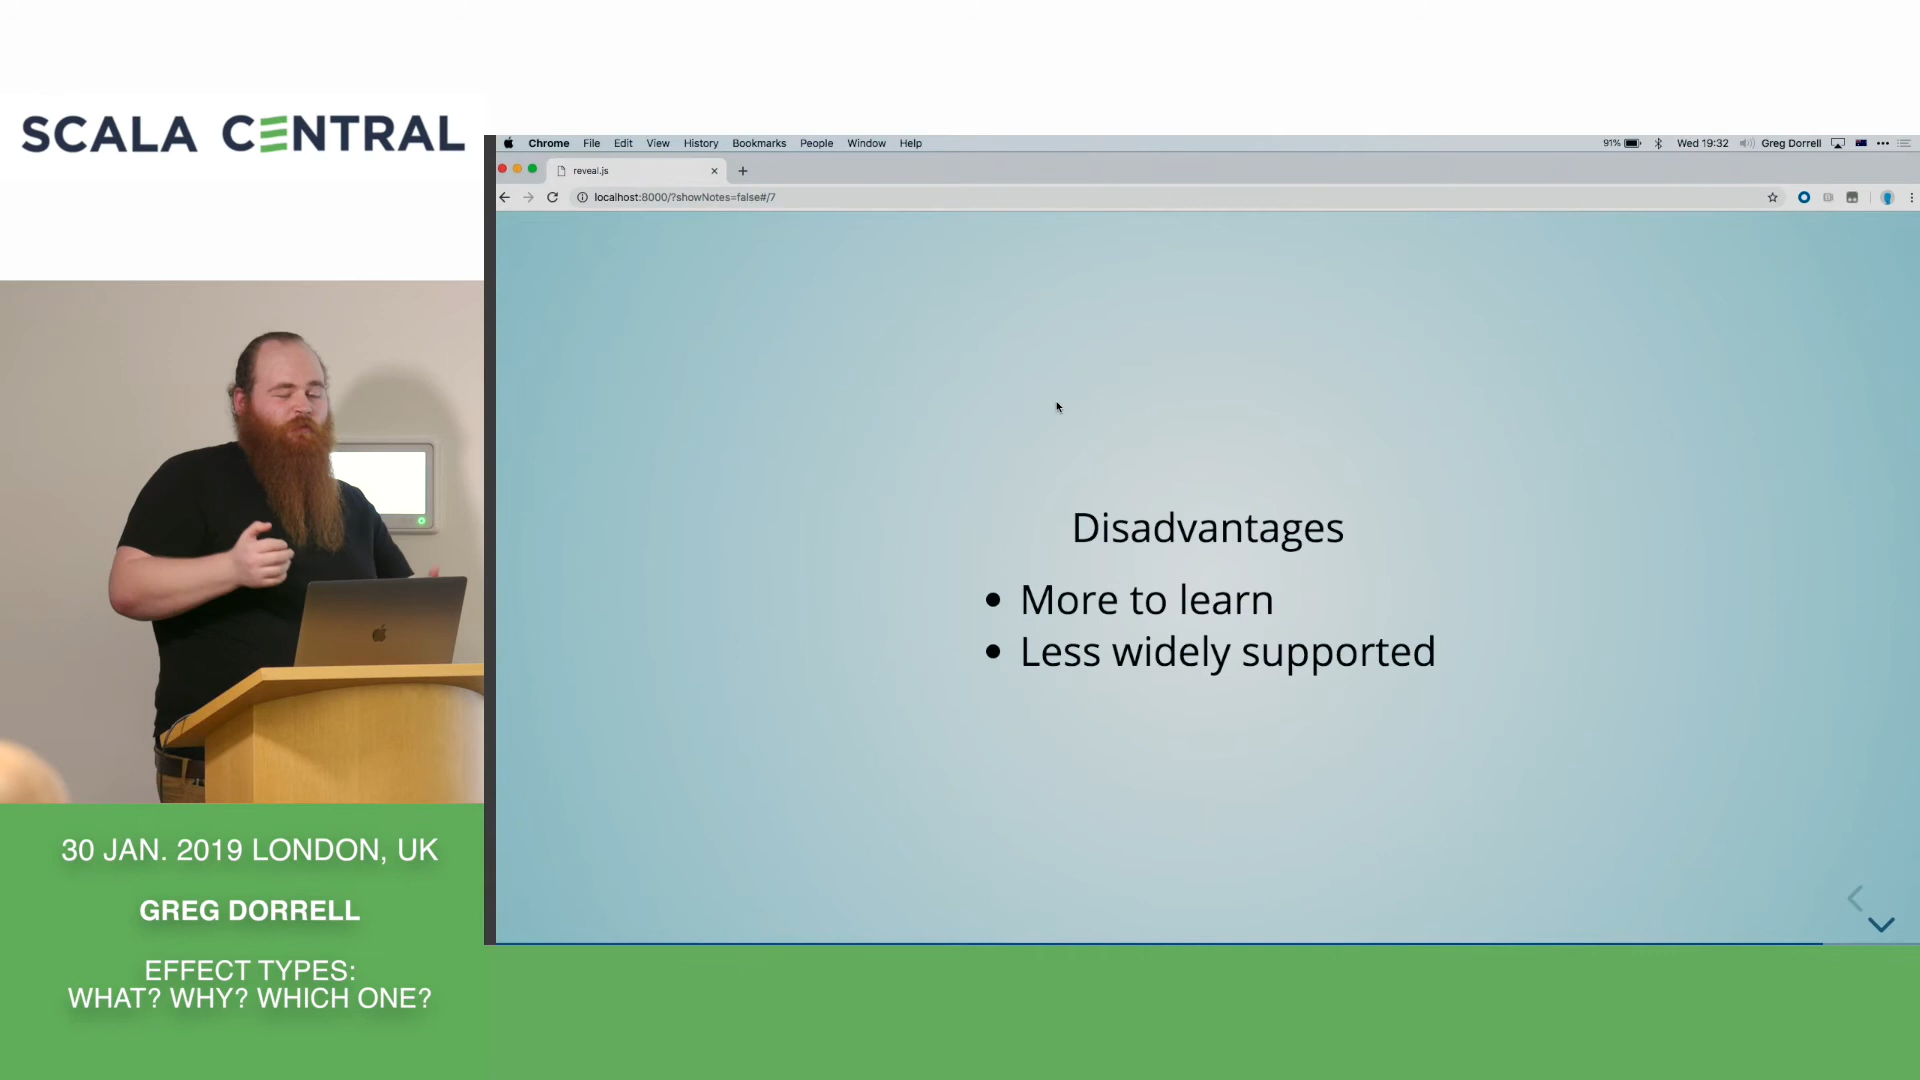 SCALA CENTRAL
Chrome File Edit View History Bookmarks People Window Help
91% Wed 19:32 Greg Dorrell
reveal.js
localhost:8000/?showNotes=false#/7
Disadvantages
• More to learn
• Less widely supported
30 JAN. 2019 LONDON, UK
GREG DORRELL
EFFECT TYPES:
WHAT? WHY? WHICH ONE?